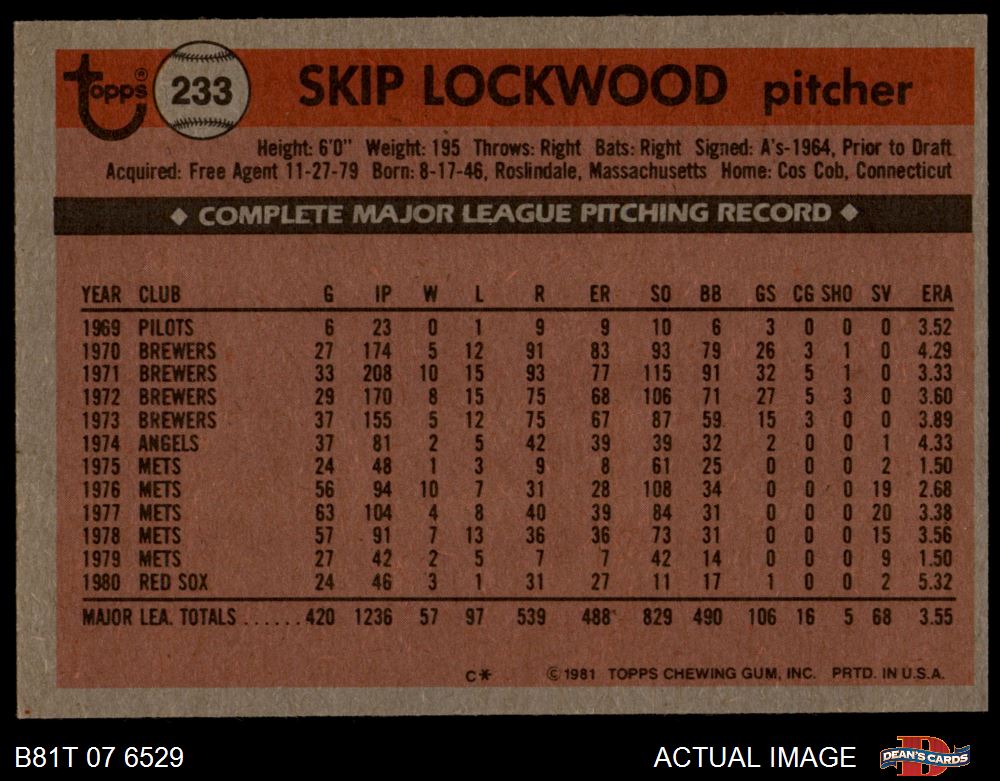 topps® 233 SKIP LOCKWOOD pitcher
Height: 6'0" Weight: 195 Throws: Right Bats: Right Signed: A's-1964, Prior to Draft
Acquired: Free Agent 11-27-79 Born: 8-17-46, Roslindale, Massachusetts Home: Cos Cob, Connecticut
◆ COMPLETE MAJOR LEAGUE PITCHING RECORD ◆
YEAR CLUB G IP W L R ER SO BB GS CG SHO SV ERA
1969 PILOTS 6 23 0 1 9 9 10 6 3 0 0 0 3.52
1970 BREWERS 27 174 5 12 91 83 93 79 26 3 1 0 4.29
1971 BREWERS 33 208 10 15 93 77 115 91 32 5 1 0 3.33
1972 BREWERS 29 170 8 15 75 68 106 71 27 5 3 0 3.60
1973 BREWERS 37 155 5 12 75 67 87 59 15 3 0 0 3.89
1974 ANGELS 37 81 2 5 42 39 39 32 2 0 0 1 4.33
1975 METS 24 48 1 3 9 8 61 25 0 0 0 2 1.50
1976 METS 56 94 10 7 31 28 108 34 0 0 0 19 2.68
1977 METS 63 104 4 8 40 39 84 31 0 0 0 20 3.38
1978 METS 57 91 7 13 36 36 73 31 0 0 0 15 3.56
1979 METS 27 42 2 5 7 7 42 14 0 0 0 9 1.50
1980 RED SOX 24 46 3 1 31 27 11 17 1 0 0 2 5.32
MAJOR LEA. TOTALS ......420 1236 57 97 539 488 829 490 106 16 5 68 3.55
C* © 1981 TOPPS CHEWING GUM, INC. PRTD. IN U.S.A.
B81T 07 6529 ACTUAL IMAGE D DEAN'S CARDS